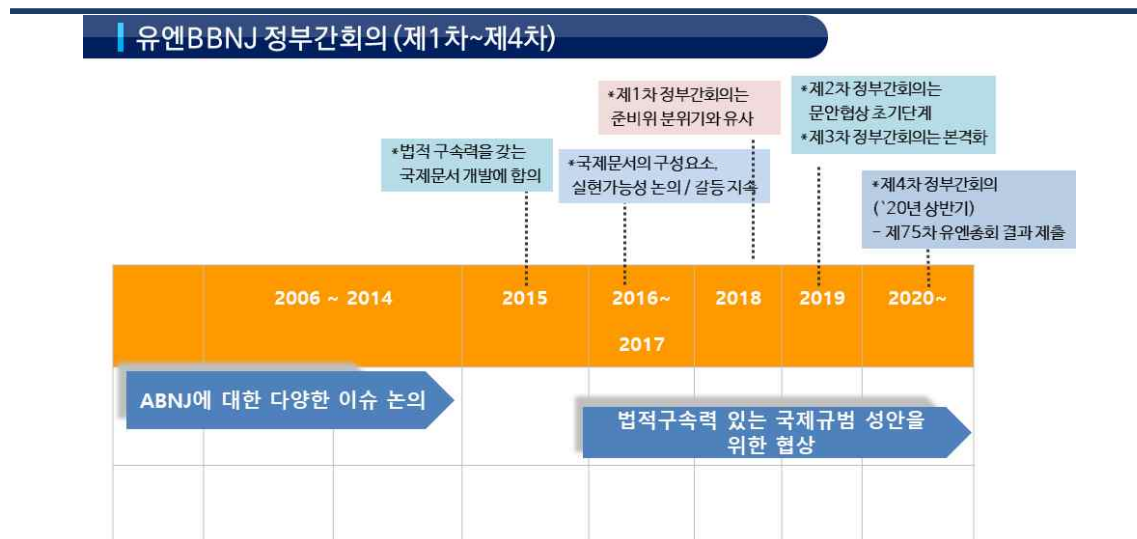 유엔BBNJ 정부간회의 (제1차~제4차)
*제1차 정부간회의는
준비위 분위기와 유사
*제2차 정부간회의는
문안협상 초기단계
*제3차 정부간회의는 본격화
*법적 구속력을 갖는
국제문서 개발에 합의
*국제문서의 구성요소,
실현가능성 논의 / 갈등 지속
*제4차 정부간회의
(`20년 상반기)
- 제75차 유엔총회 결과 제출
2006 ~ 2014
2015
2016~
2017
2018
2019
2020~
ABNJ에 대한 다양한 이슈 논의
법적구속력 있는 국제규범 성안을
위한 협상